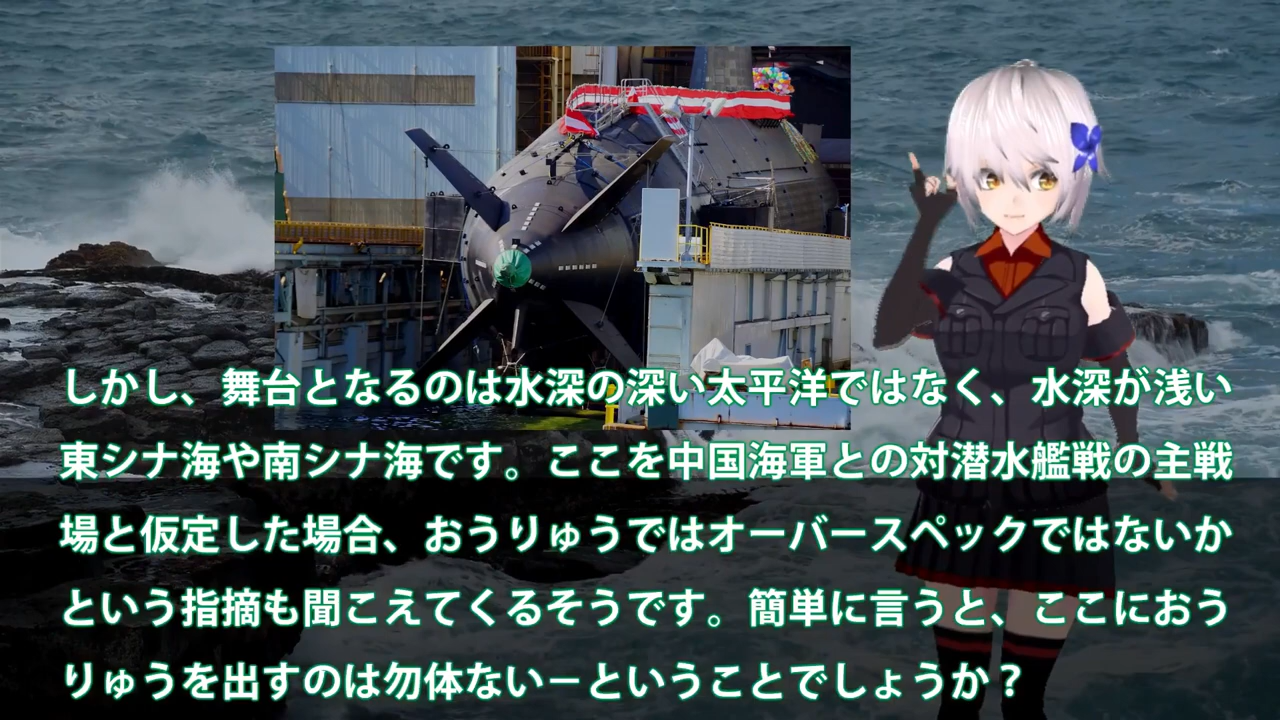 しかし、舞台となるのは水深の深い太平洋ではなく、水深が浅い
東シナ海や南シナ海です。ここを中国海軍との対潜水艦戦の主戦
場と仮定した場合、おうりゅうではオーバースペックではないか
という指摘も聞こえてくるそうです。簡単に言うと、ここにおう
りゅうを出すのは勿体ない－ということでしょうか？